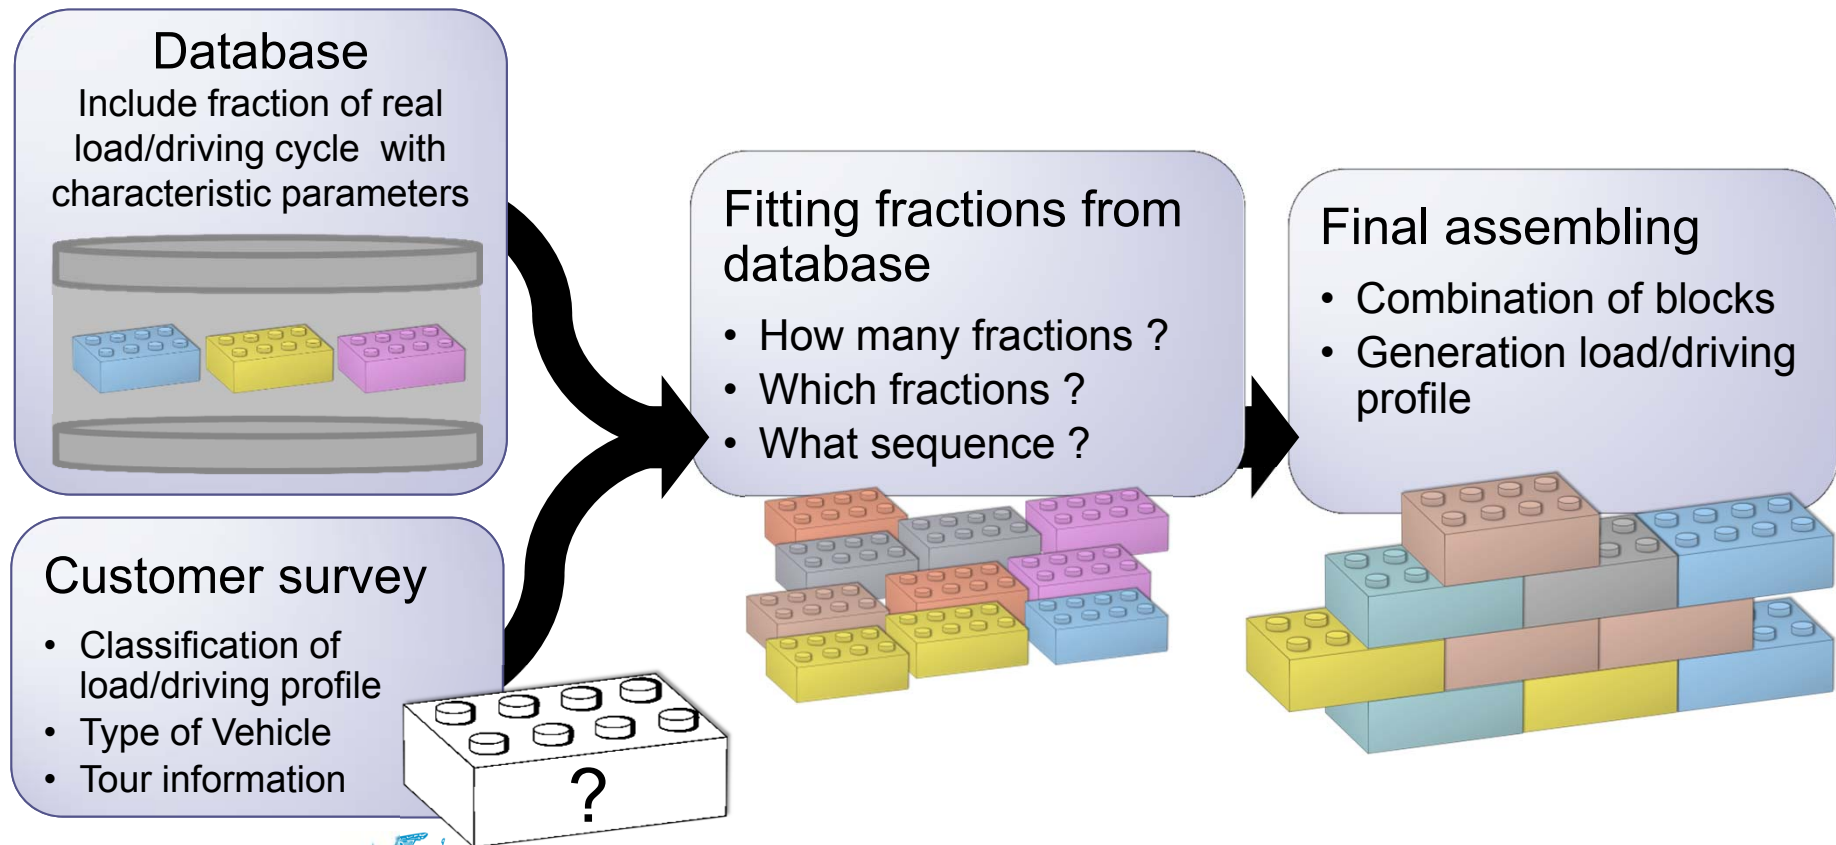 Database
Include fraction of real
load/driving cycle with
characteristic parameters
Customer survey
• Classification of
load/driving profile
• Type of Vehicle
• Tour information
?
Fitting fractions from
database
• How many fractions ?
• Which fractions ?
• What sequence ?
Final assembling
• Combination of blocks
• Generation load/driving
profile